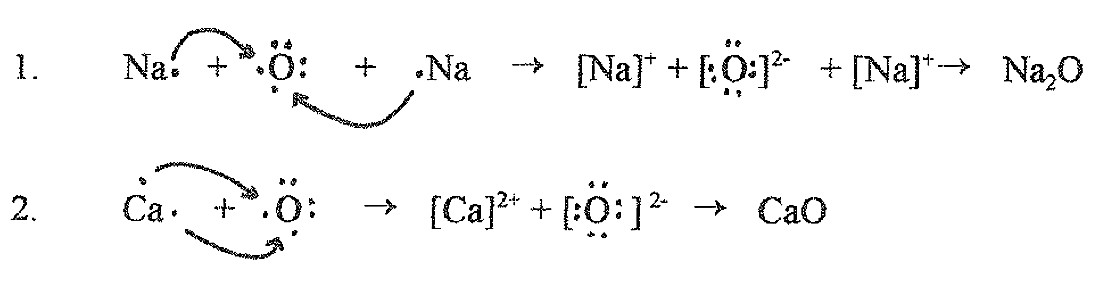 1. Na: + ·Ö: + ·Na → [Na]⁺ + [:Ö:]²⁻ + [Na]⁺ → Na₂O
2. Ca· + ·Ö: → [Ca]²⁺ + [:Ö:]²⁻ → CaO